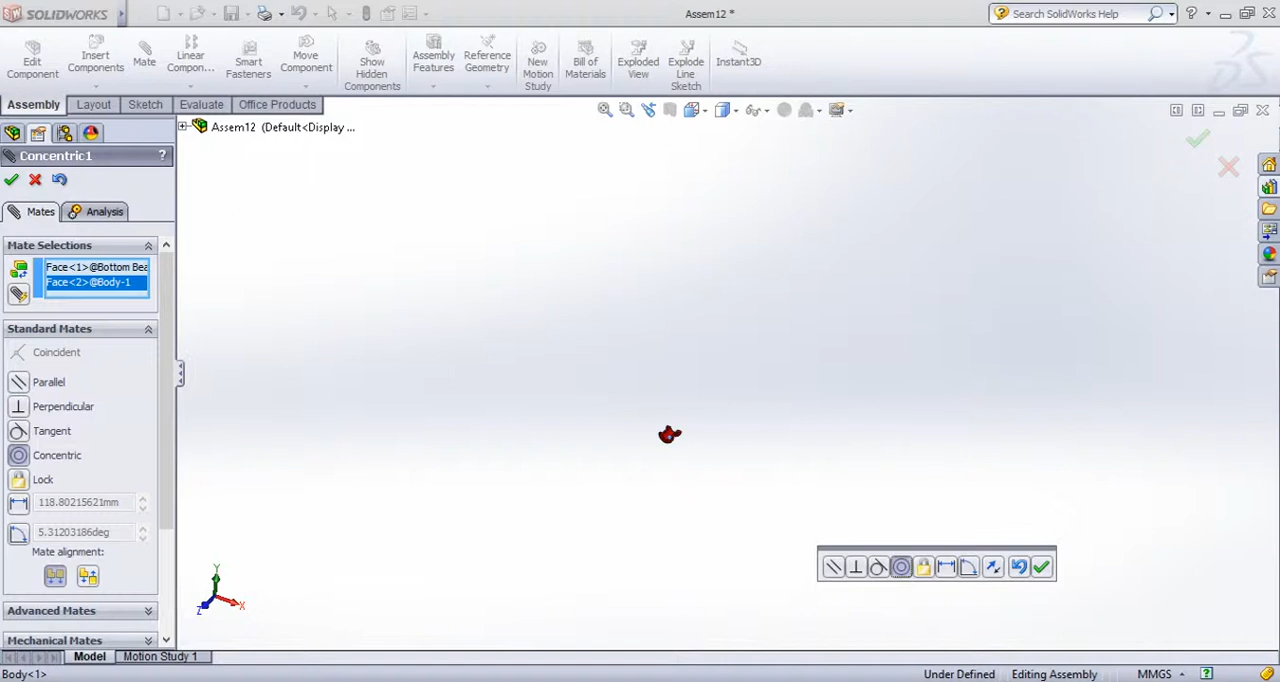 SOLIDWORKS
Assem12 *
Search SolidWorks Help
Edit Component
Insert Components
Mate
Linear Compon...
Smart Fasteners
Move Component
Show Hidden Components
Assembly Features
Reference Geometry
New Motion Study
Bill of Materials
Exploded View
Explode Line Sketch
Instant3D
Assembly
Layout
Sketch
Evaluate
Office Products
Assem12 (Default<Display ...
Concentric1
?
Mates
Analysis
Mate Selections
Face<1>@Bottom Bea
Face<2>@Body-1
Standard Mates
Coincident
Parallel
Perpendicular
Tangent
Concentric
Lock
118.80215621mm
5.31203186deg
Mate alignment:
Advanced Mates
Mechanical Mates
Y
X
Z
Model
Motion Study 1
Body<1>
Under Defined
Editing Assembly
MMGS
?